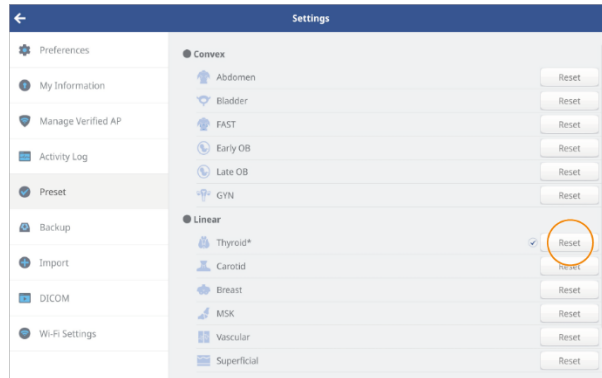 Settings
Preferences
My Information
Manage Verified AP
Activity Log
Preset
Backup
Import
DICOM
Wi-Fi Settings
Convex
Abdomen Reset
Bladder Reset
FAST Reset
Early OB Reset
Late OB Reset
GYN Reset
Linear
Thyroid* Reset
Carotid Reset
Breast Reset
MSK Reset
Vascular Reset
Superficial Reset